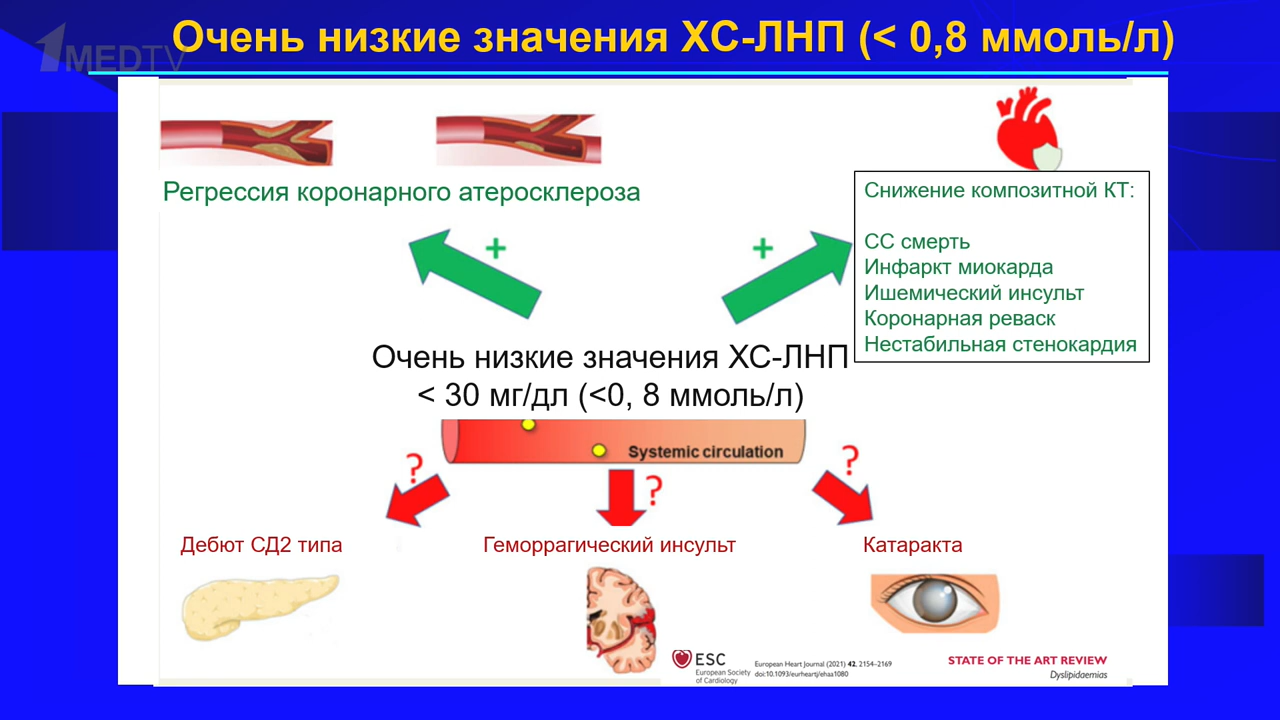 Очень низкие значения ХС-ЛНП (< 0,8 ммоль/л)
1MEDTV
Регрессия коронарного атеросклероза
+
+
Снижение композитной КТ:
СС смерть
Инфаркт миокарда
Ишемический инсульт
Коронарная реваск
Нестабильная стенокардия
Очень низкие значения ХС-ЛНП
< 30 мг/дл (<0, 8 ммоль/л)
Systemic circulation
?
?
?
Дебют СД2 типа
Геморрагический инсульт
Катаракта
ESC
European Society
of Cardiology
European Heart Journal (2021) 42, 2154–2169
doi:10.1093/eurheartj/ehaa1080
STATE OF THE ART REVIEW
Dyslipidaemias